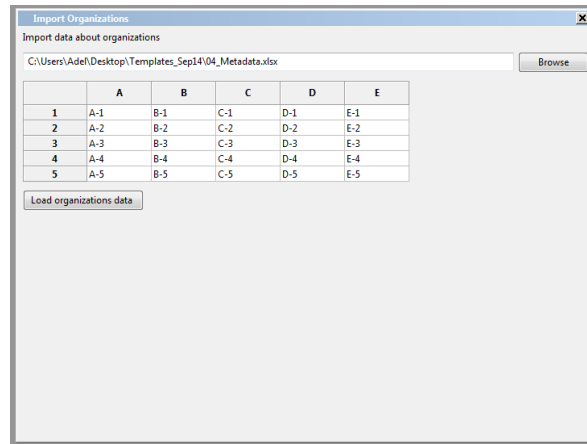 Import Organizations
Import data about organizations
C:\Users\Adel\Desktop\Templates_Sep14\04_Metadata.xlsx Browse
A B C D E
1 A-1 B-1 C-1 D-1 E-1
2 A-2 B-2 C-2 D-2 E-2
3 A-3 B-3 C-3 D-3 E-3
4 A-4 B-4 C-4 D-4 E-4
5 A-5 B-5 C-5 D-5 E-5
Load organizations data